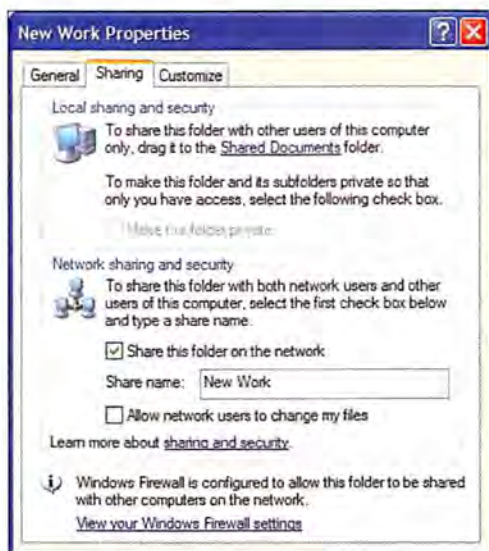 New Work Properties
General Sharing Customize
Local sharing and security
To share this folder with other users of this computer
only, drag it to the Shared Documents folder.
To make this folder and its subfolders private so that
only you have access, select the following check box.
Make this folder private
Network sharing and security
To share this folder with both network users and other
users of this computer, select the first check box below
and type a share name.
Share this folder on the network
Share name: New Work
Allow network users to change my files
Learn more about sharing and security.
Windows Firewall is configured to allow this folder to be shared
with other computers on the network.
View your Windows Firewall settings